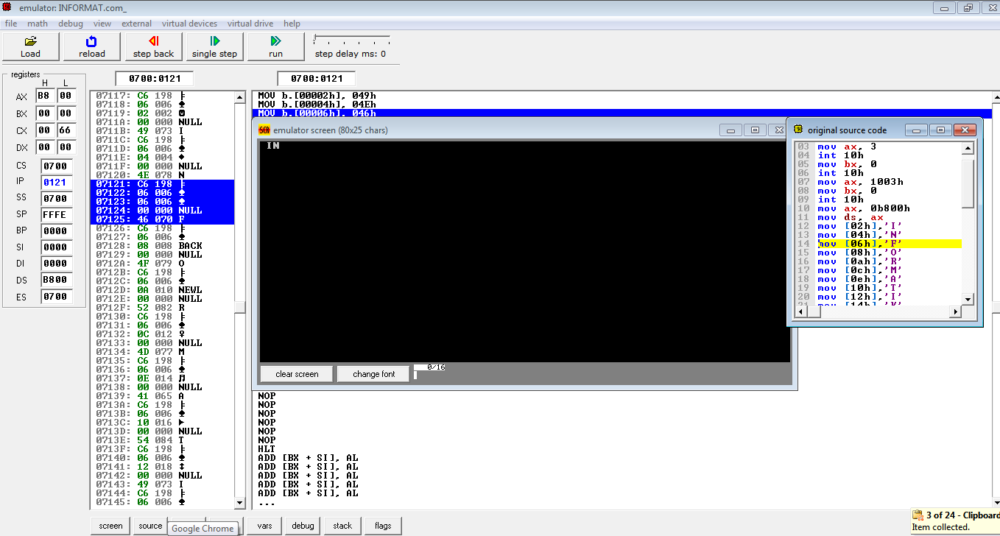 emulator: INFORMAT.com_
file math debug view external virtual devices virtual drive help
Load reload step back single step run step delay ms: 0
registers
H L
AX B8 00
BX 00 00
CX 00 66
DX 00 00
CS 0700
IP 0121
SS 0700
SP FFFE
BP 0000
SI 0000
DI 0000
DS B800
ES 0700
0700:0121 0700:0121
07117: C6 198 ╞
07118: 06 006 ♠
07119: 02 002 ☻
0711A: 00 000 NULL
0711B: 49 073 I
0711C: C6 198 ╞
0711D: 06 006 ♠
0711E: 04 004 ♦
0711F: 00 000 NULL
07120: 4E 078 N
07121: C6 198 ╞
07122: 06 006 ♠
07123: 06 006 ♠
07124: 00 000 NULL
07125: 46 070 F
07126: C6 198 ╞
07127: 06 006 ♠
07128: 08 008 BACK
07129: 00 000 NULL
0712A: 4F 079 O
0712B: C6 198 ╞
0712C: 06 006 ♠
0712D: 0A 010 NEWL
0712E: 00 000 NULL
0712F: 52 082 R
07130: C6 198 ╞
07131: 06 006 ♠
07132: 0C 012 ♀
07133: 00 000 NULL
07134: 4D 077 M
07135: C6 198 ╞
07136: 06 006 ♠
07137: 0E 014 ♫
07138: 00 000 NULL
07139: 41 065 A
0713A: C6 198 ╞
0713B: 06 006 ♠
0713C: 10 016 ►
0713D: 00 000 NULL
0713E: 54 084 T
0713F: C6 198 ╞
07140: 06 006 ♠
07141: 12 018 ↕
07142: 00 000 NULL
07143: 49 073 I
07144: C6 198 ╞
07145: 06 006 ♠
MOV b.[00002h], 049h
MOV b.[00004h], 04Eh
MOV b.[00006h], 046h
emulator screen (80x25 chars)
IN
clear screen change font 0/16
NOP
NOP
NOP
NOP
NOP
NOP
HLT
ADD [BX + SI], AL
ADD [BX + SI], AL
ADD [BX + SI], AL
ADD [BX + SI], AL
ADD [BX + SI], AL
...
original source code
03 mov ax, 3
04 int 10h
05 mov bx, 0
06 int 10h
07 mov ax, 1003h
08 mov bx, 0
09 int 10h
10 mov ax, 0b800h
11 mov ds, ax
12 mov [02h],'I'
13 mov [04h],'N'
14 mov [06h],'F'
15 mov [08h],'O'
16 mov [0ah],'R'
17 mov [0ch],'M'
18 mov [0eh],'A'
19 mov [10h],'T'
20 mov [12h],'I'
21 mov [14h],'K'
screen source vars debug stack flags
Google Chrome
3 of 24 - Clipboard
Item collected.